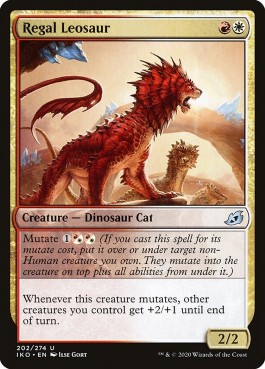 Regal Leosaur
Creature — Dinosaur Cat
Mutate 1 (If you cast this spell for its
mutate cost, put it over or under target non-
Human creature you own. They mutate into the
creature on top plus all abilities from under it.)
Whenever this creature mutates, other
creatures you control get +2/+1 until end
of turn.
2/2
202/274 U
IKO • EN ILSE GORT
™ & © 2020 Wizards of the Coast